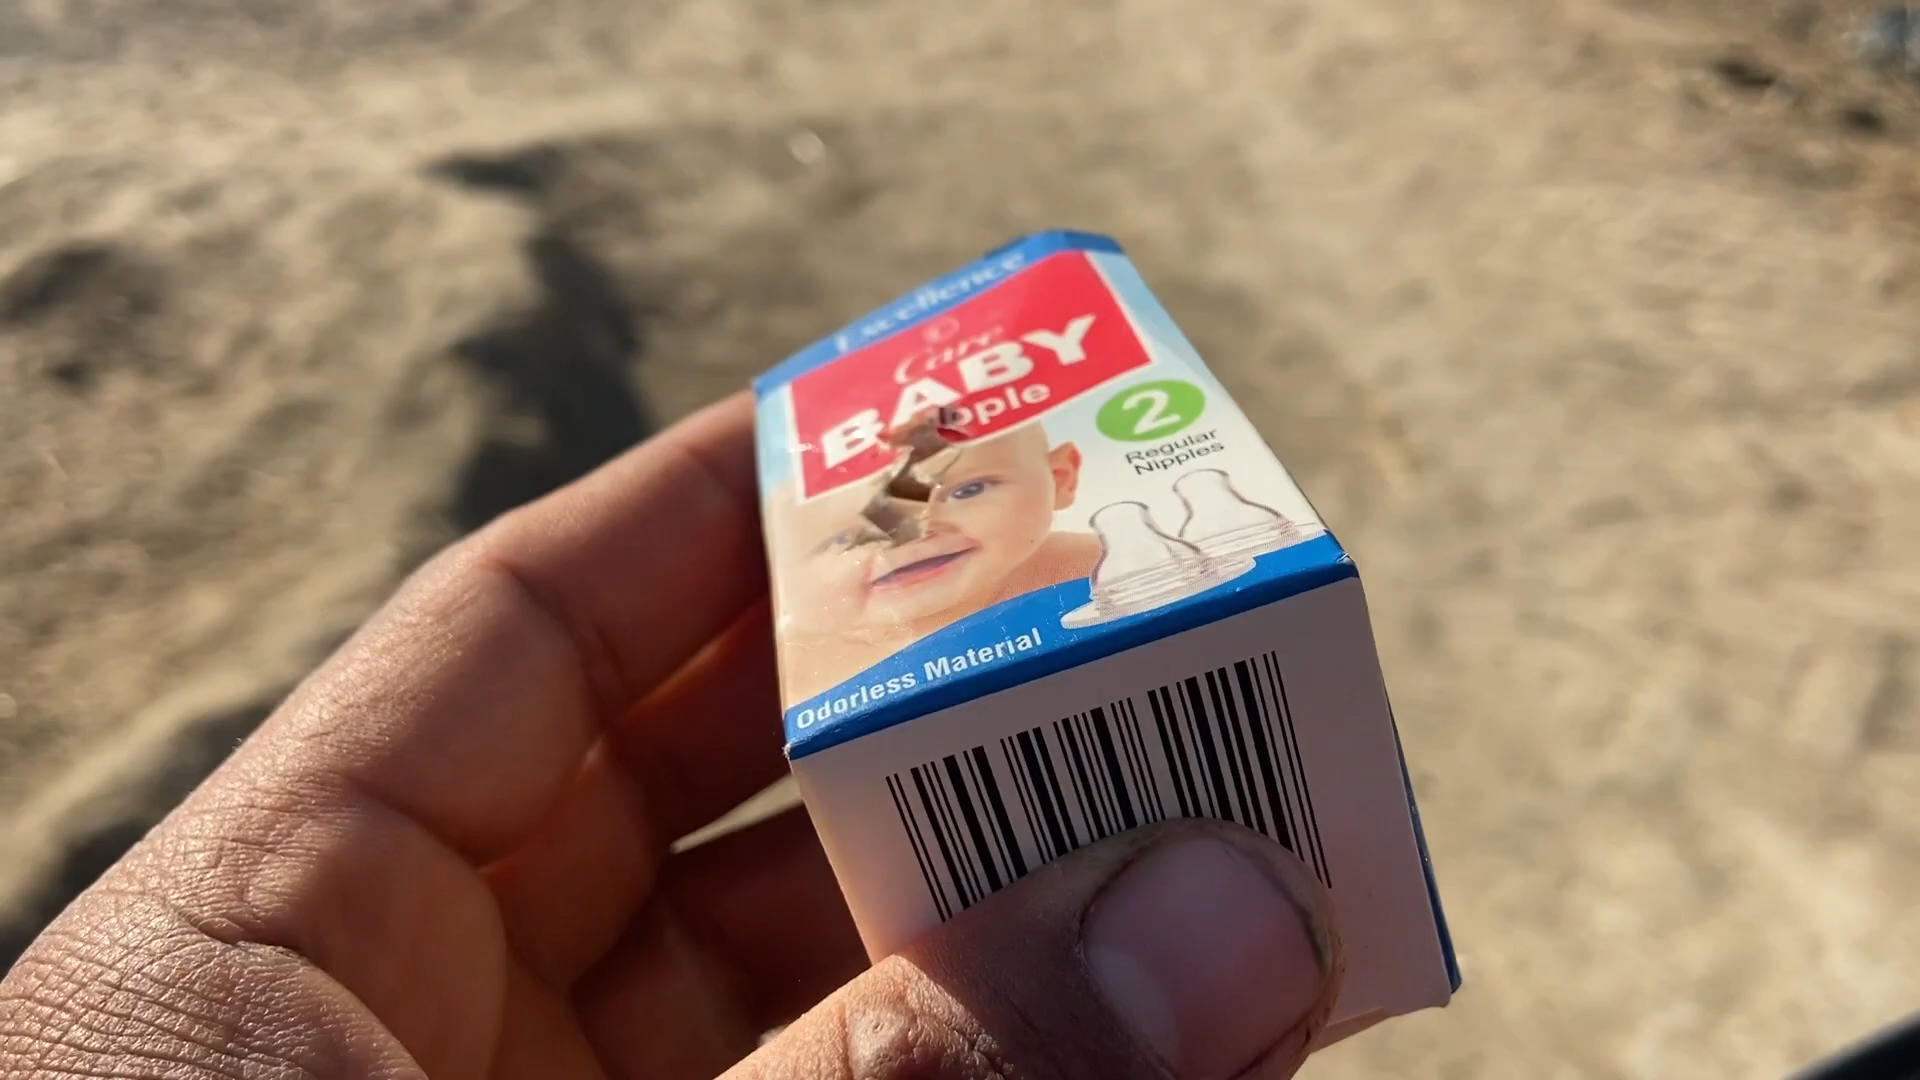 Excellence
Care
BABY
pple
2
Regular
Nipples
Odorless Material